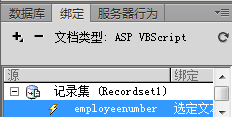 数据库 绑定 服务器行为
文档类型: ASP VBScript
源 绑定
记录集 (Recordset1)
employeenumber 选定文